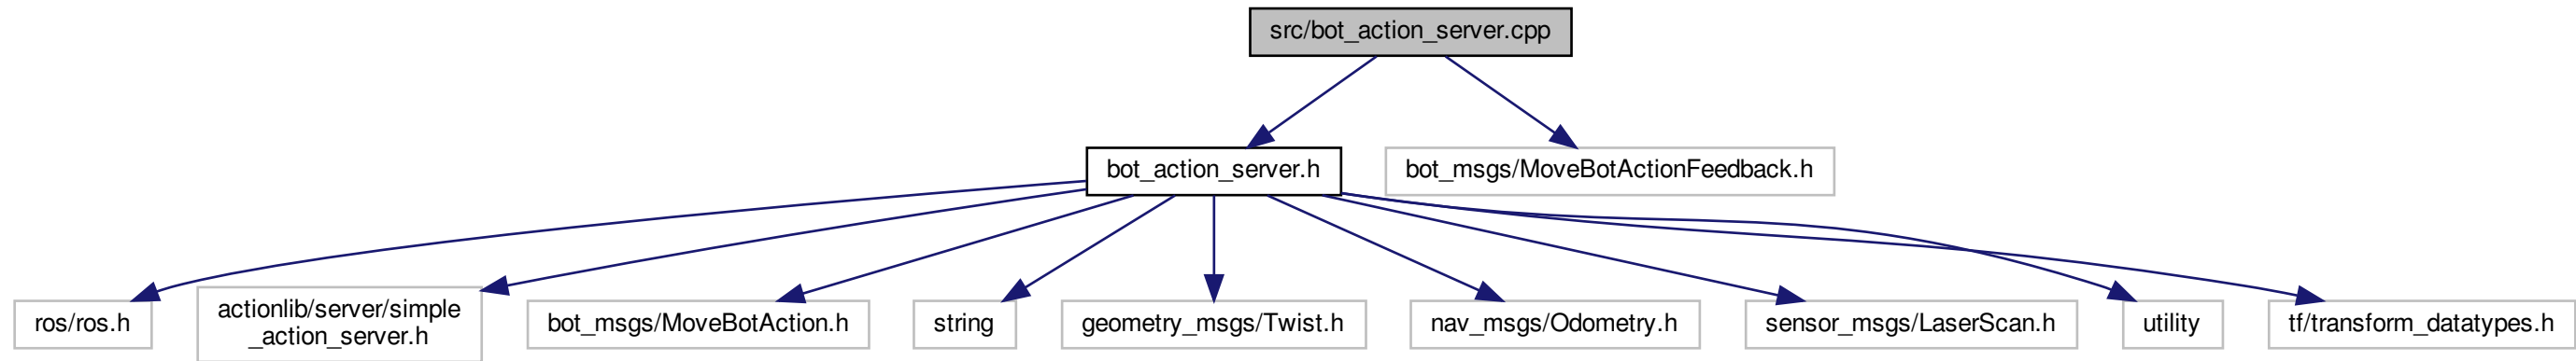 src/bot_action_server.cpp
bot_action_server.h
bot_msgs/MoveBotActionFeedback.h
ros/ros.h
actionlib/server/simple
_action_server.h
bot_msgs/MoveBotAction.h
string
geometry_msgs/Twist.h
nav_msgs/Odometry.h
sensor_msgs/LaserScan.h
utility
tf/transform_datatypes.h